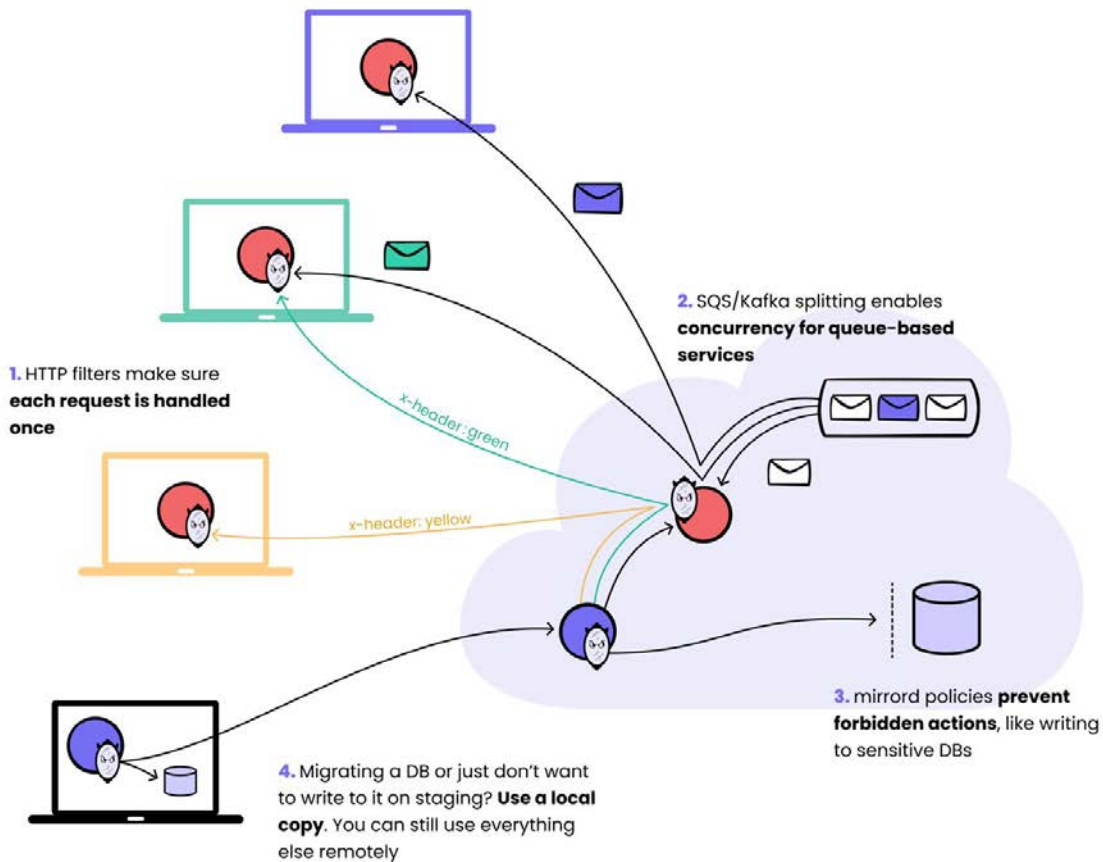 2. SQS/Kafka splitting enables
concurrency for queue-based
services
1. HTTP filters make sure
each request is handled
once
x-header:green
x-header: yellow
3. mirrord policies prevent
forbidden actions, like writing
to sensitive DBs
4. Migrating a DB or just don’t want
to write to it on staging? Use a local
copy. You can still use everything
else remotely